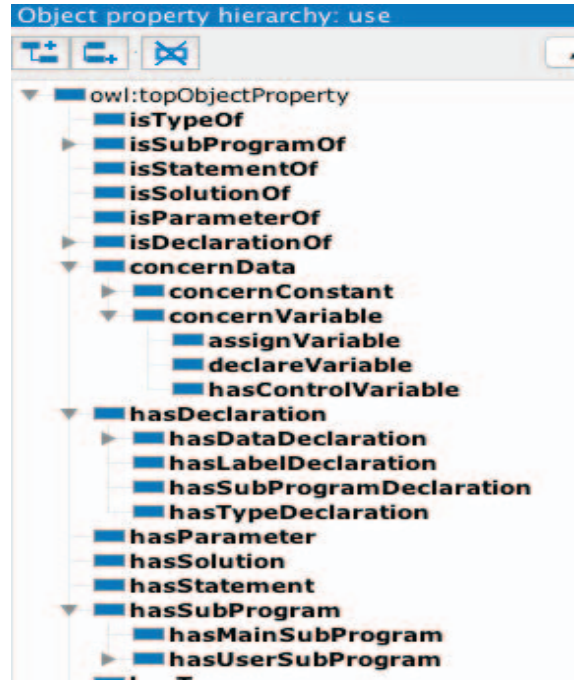 Object property hierarchy: use
owl:topObjectProperty
isTypeOf
isSubProgramOf
isStatementOf
isSolutionOf
isParameterOf
isDeclarationOf
concernData
concernConstant
concernVariable
assignVariable
declareVariable
hasControlVariable
hasDeclaration
hasDataDeclaration
hasLabelDeclaration
hasSubProgramDeclaration
hasTypeDeclaration
hasParameter
hasSolution
hasStatement
hasSubProgram
hasMainSubProgram
hasUserSubProgram